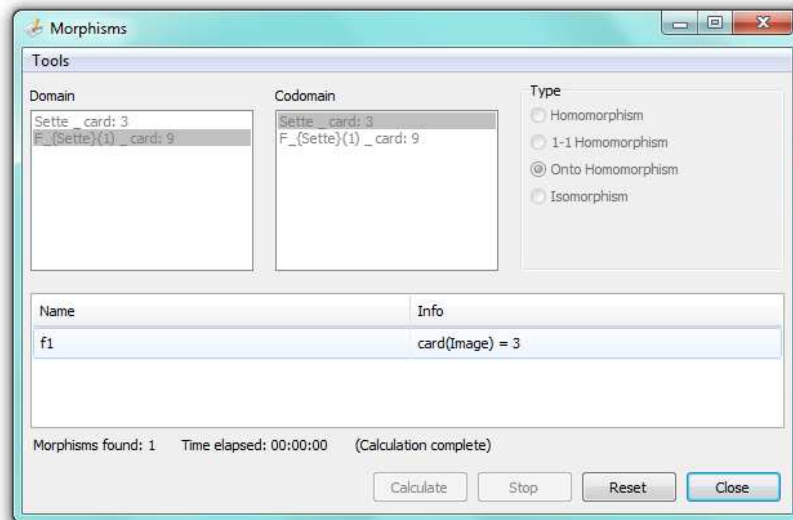 Morphisms
Tools
Domain
Codomain
Type
Sette _ card: 3
F_{Sette}(1) _ card: 9
Sette _ card: 3
F_{Sette}(1) _ card: 9
Homomorphism
1-1 Homomorphism
Onto Homomorphism
Isomorphism
Name Info
f1 card(Image) = 3
Morphisms found: 1 Time elapsed: 00:00:00 (Calculation complete)
Calculate Stop Reset Close